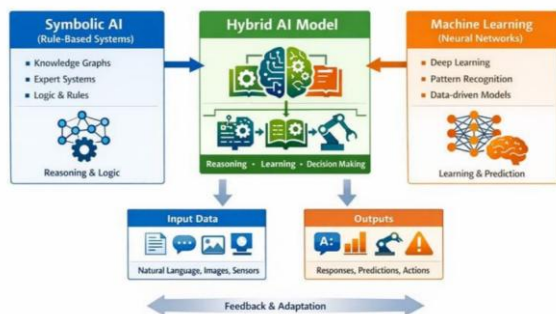 Symbolic AI
(Rule-Based Systems)
Knowledge Graphs
Expert Systems
Logic & Rules
Reasoning & Logic
Hybrid AI Model
Reasoning • Learning • Decision Making
Machine Learning
(Neural Networks)
Deep Learning
Pattern Recognition
Data-driven Models
Learning & Prediction
Input Data
Natural Language, Images, Sensors
Outputs
A:
Responses, Predictions, Actions
Feedback & Adaptation